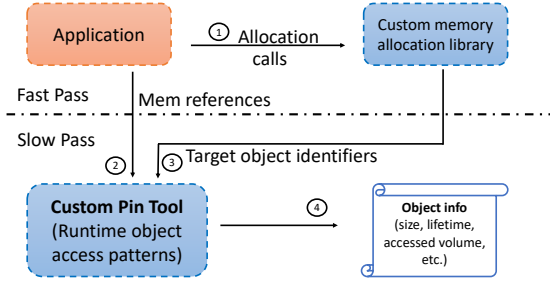 Application
1
Allocation
calls
Custom memory
allocation library
Fast Pass
Mem references
Slow Pass
2
3
Target object identifiers
Custom Pin Tool
(Runtime object
access patterns)
4
Object info
(size, lifetime,
accessed volume,
etc.)